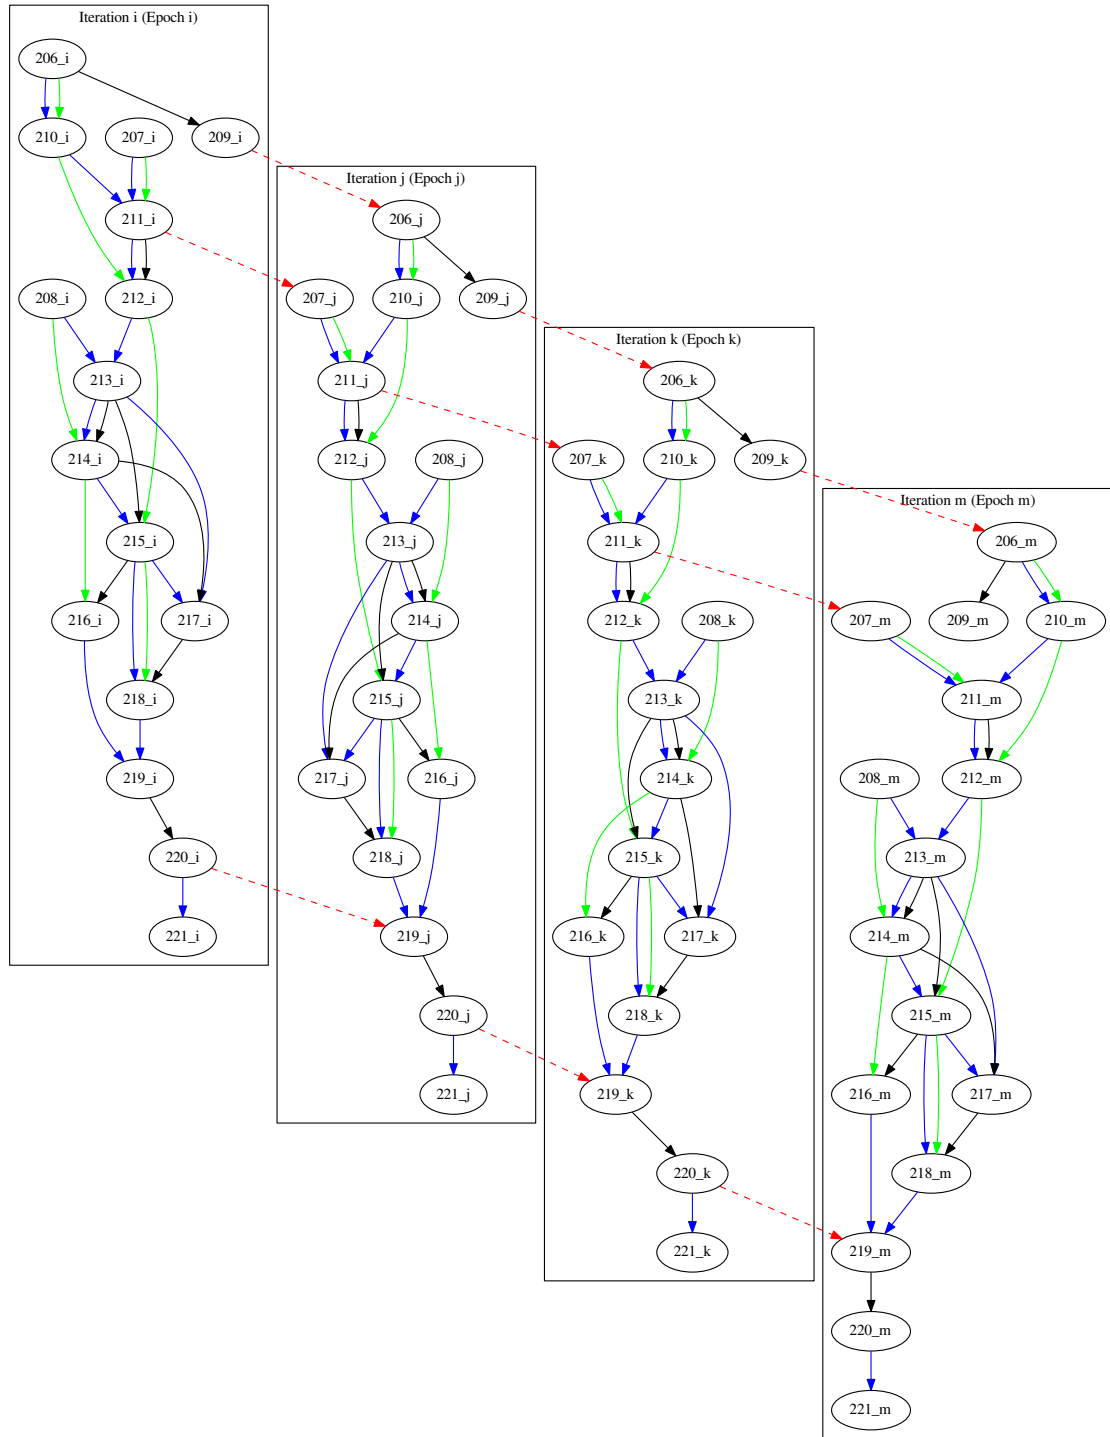 Iteration i (Epoch i)
206_i
210_i
207_i
209_i
211_i
208_i
212_i
213_i
214_i
215_i
216_i
217_i
218_i
219_i
220_i
221_i
Iteration j (Epoch j)
206_j
207_j
210_j
209_j
211_j
212_j
208_j
213_j
214_j
215_j
217_j
216_j
218_j
219_j
220_j
221_j
Iteration k (Epoch k)
206_k
207_k
210_k
209_k
211_k
212_k
208_k
213_k
214_k
215_k
216_k
217_k
218_k
219_k
220_k
221_k
Iteration m (Epoch m)
206_m
207_m
209_m
210_m
211_m
208_m
212_m
213_m
214_m
215_m
216_m
217_m
218_m
219_m
220_m
221_m